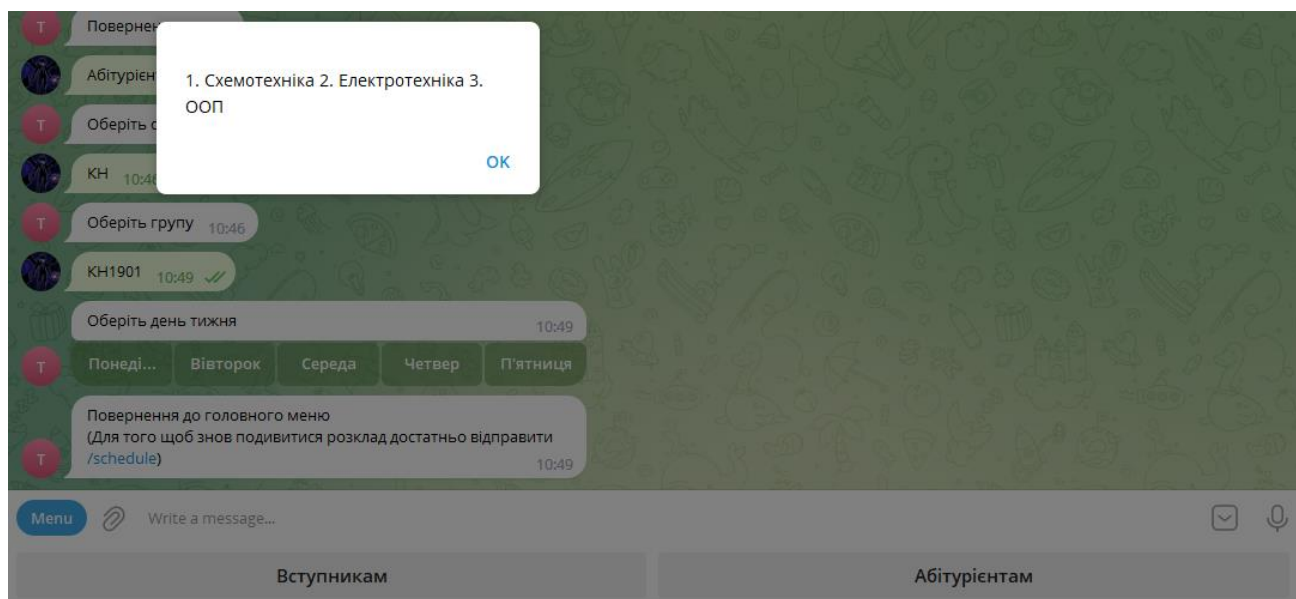 Т
Т
Абітурієн
1. Схемотехніка 2. Електротехніка 3.
ООП
Т
Оберіть
OK
КН 10:46
Т
Оберіть групу 10:46
КН1901 10:49
Оберіть день тижня 10:49
Т
Понеді... Вівторок Середа Четвер П'ятниця
Повернення до головного меню
(Для того щоб знов подивитися розклад достатньо відправити
Т
/schedule) 10:49
Menu Write a message...
Вступникам Абітурієнтам